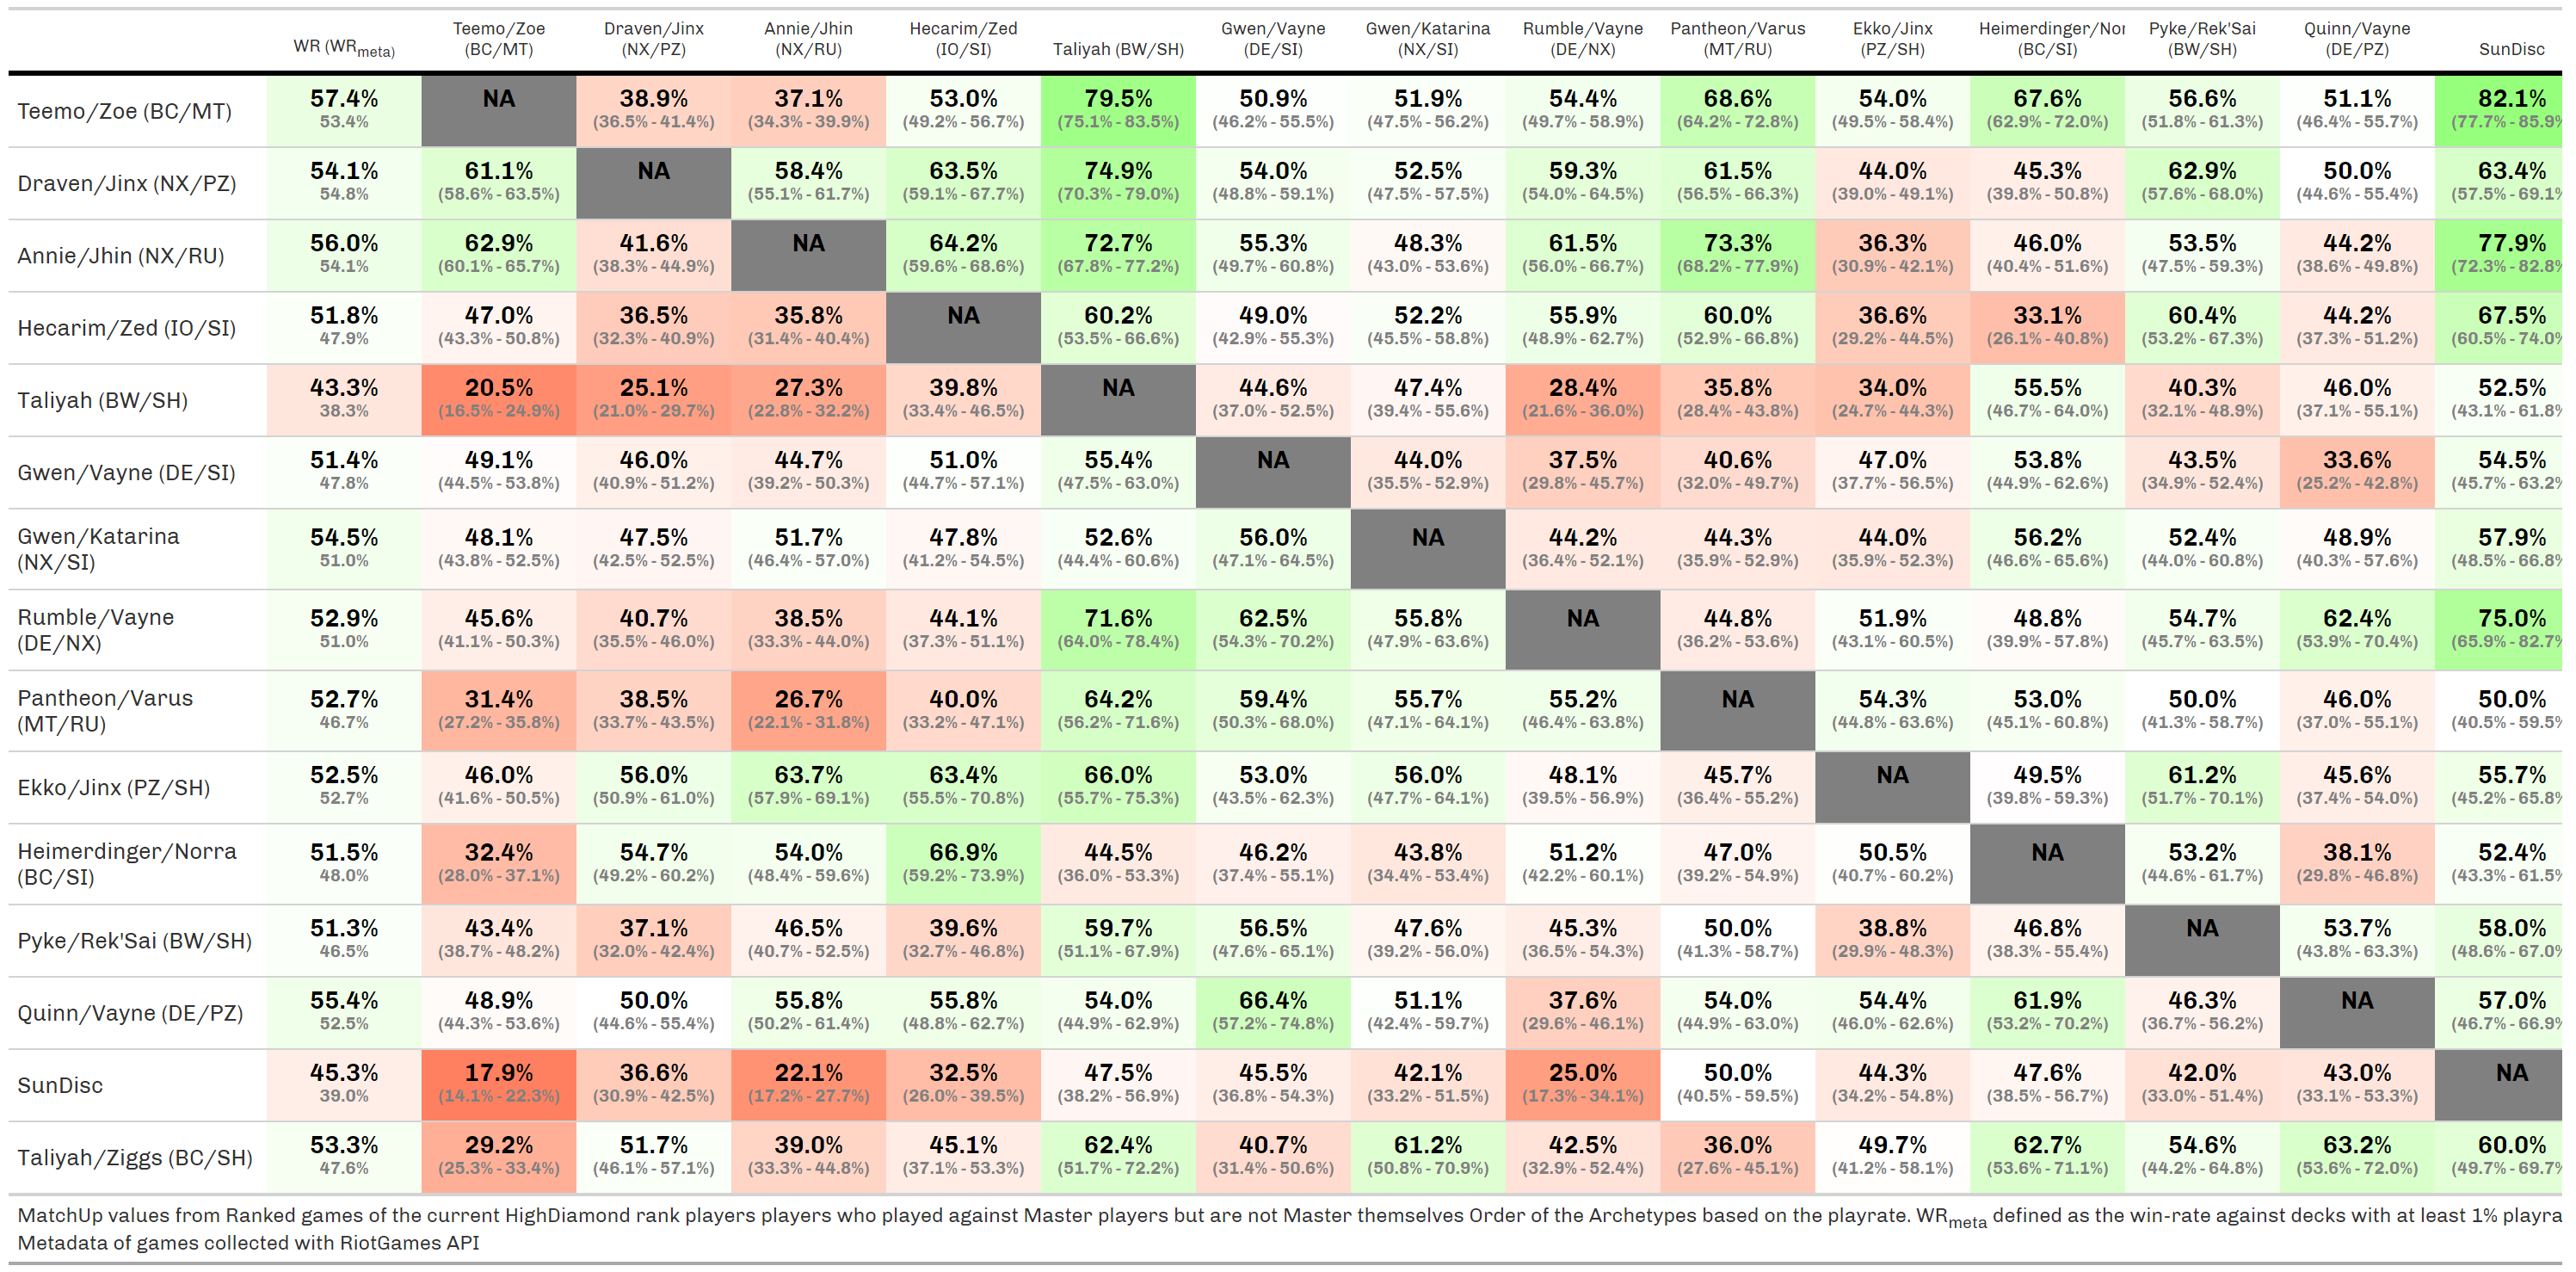 WR (WRmeta) Teemo/Zoe (BC/MT) Draven/Jinx (NX/PZ) Annie/Jhin (NX/RU) Hecarim/Zed (IO/SI) Taliyah (BW/SH) Gwen/Vayne (DE/SI) Gwen/Katarina (NX/SI) Rumble/Vayne (DE/NX) Pantheon/Varus (MT/RU) Ekko/Jinx (PZ/SH) Heimerdinger/Nor (BC/SI) Pyke/Rek'Sai (BW/SH) Quinn/Vayne (DE/PZ) SunDisc
Teemo/Zoe (BC/MT) 57.4% NA 38.9% 37.1% 53.0% 79.5% 50.9% 51.9% 54.4% 68.6% 54.0% 67.6% 56.6% 51.1% 82.1%
53.4% (36.5% - 41.4%) (34.3% - 39.9%) (49.2% - 56.7%) (75.1% - 83.5%) (46.2% - 55.5%) (47.5% - 56.2%) (49.7% - 58.9%) (64.2% - 72.8%) (49.5% - 58.4%) (62.9% - 72.0%) (51.8% - 61.3%) (46.4% - 55.7%) (77.7% - 85.9%
Draven/Jinx (NX/PZ) 54.1% 61.1% NA 58.4% 63.5% 74.9% 54.0% 52.5% 59.3% 61.5% 44.0% 45.3% 62.9% 50.0% 63.4%
54.8% (58.6% - 63.5%) (55.1% - 61.7%) (59.1% - 67.7%) (70.3% - 79.0%) (48.8% - 59.1%) (47.5% - 57.5%) (54.0% - 64.5%) (56.5% - 66.3%) (39.0% - 49.1%) (39.8% - 50.8%) (57.6% - 68.0%) (44.6% - 55.4%) (57.5% - 69.1%
Annie/Jhin (NX/RU) 56.0% 62.9% 41.6% NA 64.2% 72.7% 55.3% 48.3% 61.5% 73.3% 36.3% 46.0% 53.5% 44.2% 77.9%
54.1% (60.1% - 65.7%) (38.3% - 44.9%) (59.6% - 68.6%) (67.8% - 77.2%) (49.7% - 60.8%) (43.0% - 53.6%) (56.0% - 66.7%) (68.2% - 77.9%) (30.9% - 42.1%) (40.4% - 51.6%) (47.5% - 59.3%) (38.6% - 49.8%) (72.3% - 82.8%
Hecarim/Zed (IO/SI) 51.8% 47.0% 36.5% 35.8% NA 60.2% 49.0% 52.2% 55.9% 60.0% 36.6% 33.1% 60.4% 44.2% 67.5%
47.9% (43.3% - 50.8%) (32.3% - 40.9%) (31.4% - 40.4%) (53.5% - 66.6%) (42.9% - 55.3%) (45.5% - 58.8%) (48.9% - 62.7%) (52.9% - 66.8%) (29.2% - 44.5%) (26.1% - 40.8%) (53.2% - 67.3%) (37.3% - 51.2%) (60.5% - 74.0%
Taliyah (BW/SH) 43.3% 20.5% 25.1% 27.3% 39.8% NA 44.6% 47.4% 28.4% 35.8% 34.0% 55.5% 40.3% 46.0% 52.5%
38.3% (16.5% - 24.9%) (21.0% - 29.7%) (22.8% - 32.2%) (33.4% - 46.5%) (37.0% - 52.5%) (39.4% - 55.6%) (21.6% - 36.0%) (28.4% - 43.8%) (24.7% - 44.3%) (46.7% - 64.0%) (32.1% - 48.9%) (37.1% - 55.1%) (43.1% - 61.8%
Gwen/Vayne (DE/SI) 51.4% 49.1% 46.0% 44.7% 51.0% 55.4% NA 44.0% 37.5% 40.6% 47.0% 53.8% 43.5% 33.6% 54.5%
47.8% (44.5% - 53.8%) (40.9% - 51.2%) (39.2% - 50.3%) (44.7% - 57.1%) (47.5% - 63.0%) (35.5% - 52.9%) (29.8% - 45.7%) (32.0% - 49.7%) (37.7% - 56.5%) (44.9% - 62.6%) (34.9% - 52.4%) (25.2% - 42.8%) (45.7% - 63.2%
Gwen/Katarina (NX/SI) 54.5% 48.1% 47.5% 51.7% 47.8% 52.6% 56.0% NA 44.2% 44.3% 44.0% 56.2% 52.4% 48.9% 57.9%
51.0% (43.8% - 52.5%) (42.5% - 52.5%) (46.4% - 57.0%) (41.2% - 54.5%) (44.4% - 60.6%) (47.1% - 64.5%) (36.4% - 52.1%) (35.9% - 52.9%) (35.9% - 52.3%) (46.6% - 65.6%) (44.0% - 60.8%) (40.3% - 57.6%) (48.5% - 66.8%
Rumble/Vayne (DE/NX) 52.9% 45.6% 40.7% 38.5% 44.1% 71.6% 62.5% 55.8% NA 44.8% 51.9% 48.8% 54.7% 62.4% 75.0%
51.0% (41.1% - 50.3%) (35.5% - 46.0%) (33.3% - 44.0%) (37.3% - 51.1%) (64.0% - 78.4%) (54.3% - 70.2%) (47.9% - 63.6%) (36.2% - 53.6%) (43.1% - 60.5%) (39.9% - 57.8%) (45.7% - 63.5%) (53.9% - 70.4%) (65.9% - 82.7%
Pantheon/Varus (MT/RU) 52.7% 31.4% 38.5% 26.7% 40.0% 64.2% 59.4% 55.7% 55.2% NA 54.3% 53.0% 50.0% 46.0% 50.0%
46.7% (27.2% - 35.8%) (33.7% - 43.5%) (22.1% - 31.8%) (33.2% - 47.1%) (56.2% - 71.6%) (50.3% - 68.0%) (47.1% - 64.1%) (46.4% - 63.8%) (44.8% - 63.6%) (45.1% - 60.8%) (41.3% - 58.7%) (37.0% - 55.1%) (40.5% - 59.5%
Ekko/Jinx (PZ/SH) 52.5% 46.0% 56.0% 63.7% 63.4% 66.0% 53.0% 56.0% 48.1% 45.7% NA 49.5% 61.2% 45.6% 55.7%
52.7% (41.6% - 50.5%) (50.9% - 61.0%) (57.9% - 69.1%) (55.5% - 70.8%) (55.7% - 75.3%) (43.5% - 62.3%) (47.7% - 64.1%) (39.5% - 56.9%) (36.4% - 55.2%) (39.8% - 59.3%) (51.7% - 70.1%) (37.4% - 54.0%) (45.2% - 65.8%
Heimerdinger/Norra (BC/SI) 51.5% 32.4% 54.7% 54.0% 66.9% 44.5% 46.2% 43.8% 51.2% 47.0% 50.5% NA 53.2% 38.1% 52.4%
48.0% (28.0% - 37.1%) (49.2% - 60.2%) (48.4% - 59.6%) (59.2% - 73.9%) (36.0% - 53.3%) (37.4% - 55.1%) (34.4% - 53.4%) (42.2% - 60.1%) (39.2% - 54.9%) (40.7% - 60.2%) (44.6% - 61.7%) (29.8% - 46.8%) (43.3% - 61.5%
Pyke/Rek'Sai (BW/SH) 51.3% 43.4% 37.1% 46.5% 39.6% 59.7% 56.5% 47.6% 45.3% 50.0% 38.8% 46.8% NA 53.7% 58.0%
46.5% (38.7% - 48.2%) (32.0% - 42.4%) (40.7% - 52.5%) (32.7% - 46.8%) (51.1% - 67.9%) (47.6% - 65.1%) (39.2% - 56.0%) (36.5% - 54.3%) (41.3% - 58.7%) (29.9% - 48.3%) (38.3% - 55.4%) (43.8% - 63.3%) (48.6% - 67.0%
Quinn/Vayne (DE/PZ) 55.4% 48.9% 50.0% 55.8% 55.8% 54.0% 66.4% 51.1% 37.6% 54.0% 54.4% 61.9% 46.3% NA 57.0%
52.5% (44.3% - 53.6%) (44.6% - 55.4%) (50.2% - 61.4%) (48.8% - 62.7%) (44.9% - 62.9%) (57.2% - 74.8%) (42.4% - 59.7%) (29.6% - 46.1%) (44.9% - 63.0%) (46.0% - 62.6%) (53.2% - 70.2%) (36.7% - 56.2%) (46.7% - 66.9%
SunDisc 45.3% 17.9% 36.6% 22.1% 32.5% 47.5% 45.5% 42.1% 25.0% 50.0% 44.3% 47.6% 42.0% 43.0% NA
39.0% (14.1% - 22.3%) (30.9% - 42.5%) (17.2% - 27.7%) (26.0% - 39.5%) (38.2% - 56.9%) (36.8% - 54.3%) (33.2% - 51.5%) (17.3% - 34.1%) (40.5% - 59.5%) (34.2% - 54.8%) (38.5% - 56.7%) (33.0% - 51.4%) (33.1% - 53.3%)
Taliyah/Ziggs (BC/SH) 53.3% 29.2% 51.7% 39.0% 45.1% 62.4% 40.7% 61.2% 42.5% 36.0% 49.7% 62.7% 54.6% 63.2% 60.0%
47.6% (25.3% - 33.4%) (46.1% - 57.1%) (33.3% - 44.8%) (37.1% - 53.3%) (51.7% - 72.2%) (31.4% - 50.6%) (50.8% - 70.9%) (32.9% - 52.4%) (27.6% - 45.1%) (41.2% - 58.1%) (53.6% - 71.1%) (44.2% - 64.8%) (53.6% - 72.0%) (49.7% - 69.7%
MatchUp values from Ranked games of the current HighDiamond rank players players who played against Master players but are not Master themselves Order of the Archetypes based on the playrate. WRmeta defined as the win-rate against decks with at least 1% playra
Metadata of games collected with RiotGames API